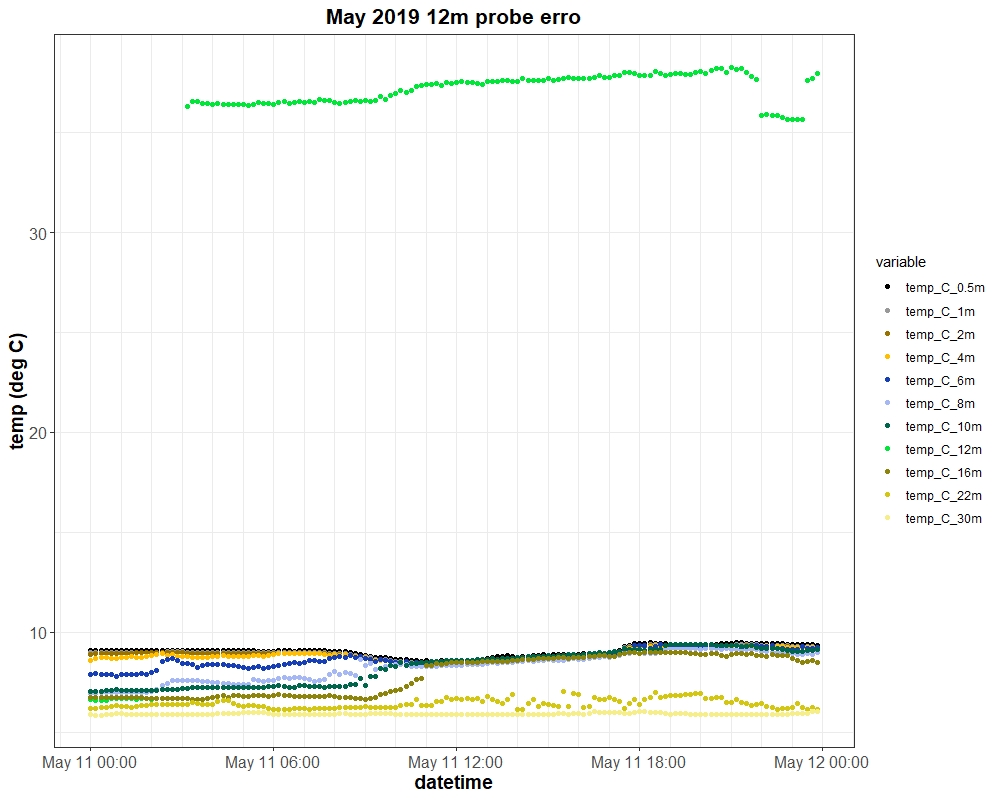 May 2019 12m probe erro
temp (deg C)
30
20
10
May 11 00:00 May 11 06:00 May 11 12:00 May 11 18:00 May 12 00:00
datetime
variable
temp_C_0.5m
temp_C_1m
temp_C_2m
temp_C_4m
temp_C_6m
temp_C_8m
temp_C_10m
temp_C_12m
temp_C_16m
temp_C_22m
temp_C_30m